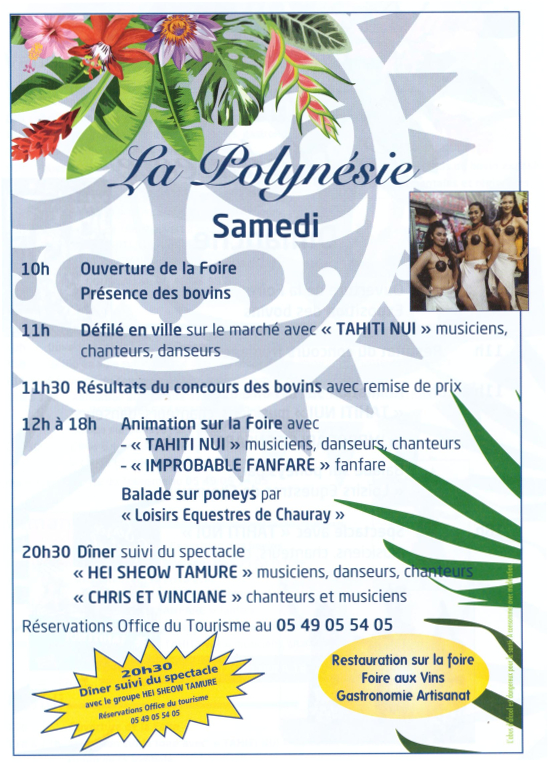 La Polynésie
Samedi
10h Ouverture de la Foire
Présence des bovins
11h Défilé en ville sur le marché avec « TAHITI NUI » musiciens,
chanteurs, danseurs
11h30 Résultats du concours des bovins avec remise de prix
12h à 18h Animation sur la Foire avec
- « TAHITI NUI » musiciens, danseurs, chanteurs
- « IMPROBABLE FANFARE » fanfare
Balade sur poneys par
« Loisirs Equestres de Chauray »
20h30 Dîner suivi du spectacle
« HEI SHEOW TAMURE » musiciens, danseurs, chanteurs
« CHRIS ET VINCIANE » chanteurs et musiciens
Réservations Office du Tourisme au 05 49 05 54 05
20h30
Dîner suivi du spectacle
avec le groupe HEI SHEOW TAMURE
Réservations Office du tourisme
05 49 05 54 05
Restauration sur la foire
Foire aux Vins
Gastronomie Artisanat